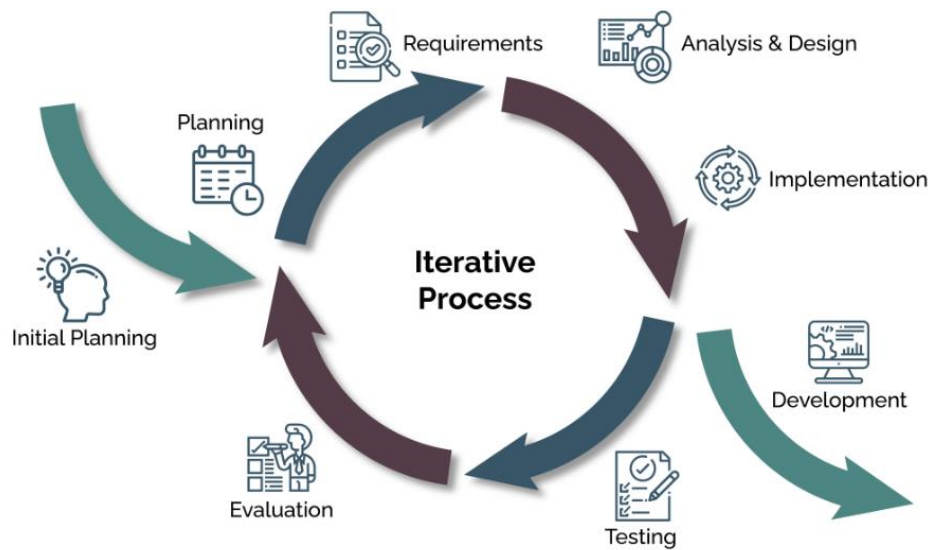 Requirements
Analysis & Design
Planning
Implementation
Iterative
Process
Initial Planning
Development
Evaluation
Testing